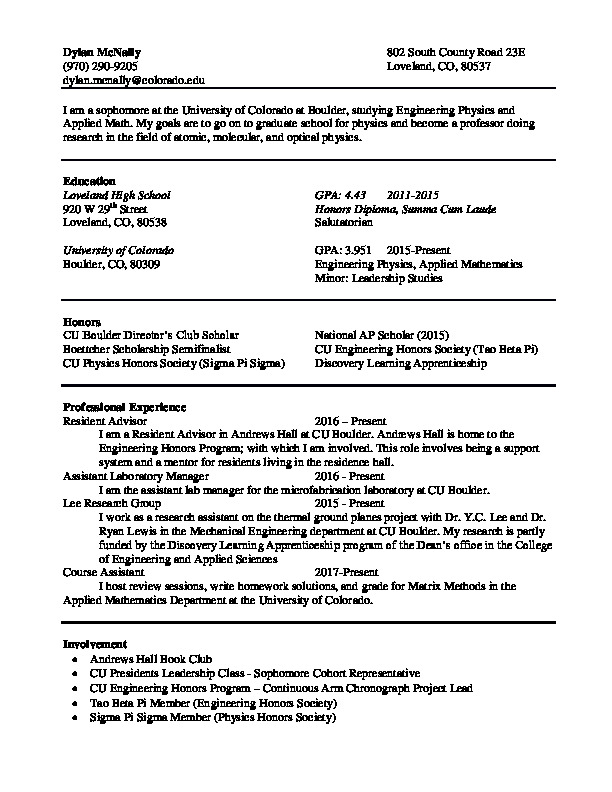 Dylan McNally 802 South County Road 23E
(970) 290-9205 Loveland, CO, 80537
dylan.mcnally@colorado.edu
I am a sophomore at the University of Colorado at Boulder, studying Engineering Physics and
Applied Math. My goals are to go on to graduate school for physics and become a professor doing
research in the field of atomic, molecular, and optical physics.
Education
Loveland High School GPA: 4.43 2011-2015
920 W 29th Street Honors Diploma, Summa Cum Laude
Loveland, CO, 80538 Salutatorian
University of Colorado GPA: 3.951 2015-Present
Boulder, CO, 80309 Engineering Physics, Applied Mathematics
Minor: Leadership Studies
Honors
CU Boulder Director's Club Scholar National AP Scholar (2015)
Boettcher Scholarship Semifinalist CU Engineering Honors Society (Tao Beta Pi)
CU Physics Honors Society (Sigma Pi Sigma) Discovery Learning Apprenticeship
Professional Experience
Resident Advisor 2016 – Present
I am a Resident Advisor in Andrews Hall at CU Boulder. Andrews Hall is home to the
Engineering Honors Program; with which I am involved. This role involves being a support
system and a mentor for residents living in the residence hall.
Assistant Laboratory Manager 2016 - Present
I am the assistant lab manager for the microfabrication laboratory at CU Boulder.
Lee Research Group 2015 - Present
I work as a research assistant on the thermal ground planes project with Dr. Y.C. Lee and Dr.
Ryan Lewis in the Mechanical Engineering department at CU Boulder. My research is partly
funded by the Discovery Learning Apprenticeship program of the Dean's office in the College
of Engineering and Applied Sciences
Course Assistant 2017-Present
I host review sessions, write homework solutions, and grade for Matrix Methods in the
Applied Mathematics Department at the University of Colorado.
Involvement
• Andrews Hall Book Club
• CU Presidents Leadership Class - Sophomore Cohort Representative
• CU Engineering Honors Program – Continuous Arm Chronograph Project Lead
• Tao Beta Pi Member (Engineering Honors Society)
• Sigma Pi Sigma Member (Physics Honors Society)